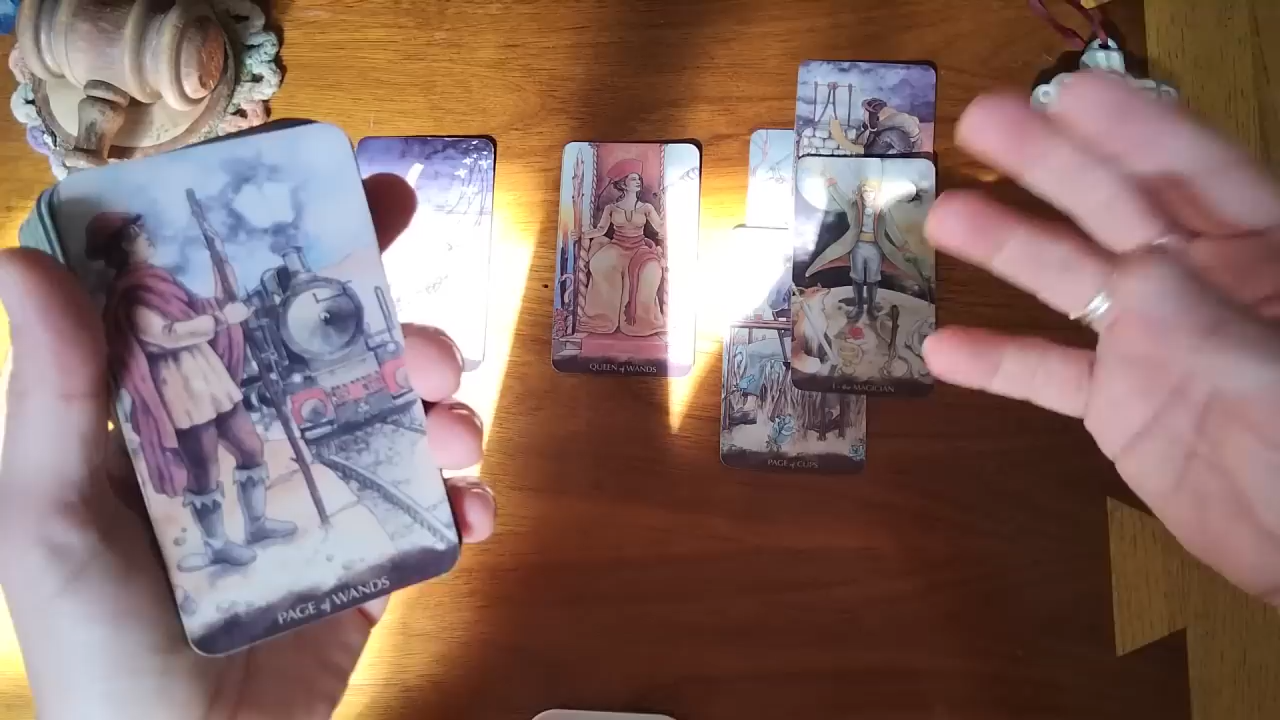 QUEEN of WANDS
I - the MAGICIAN
PAGE of CUPS
PAGE of WANDS